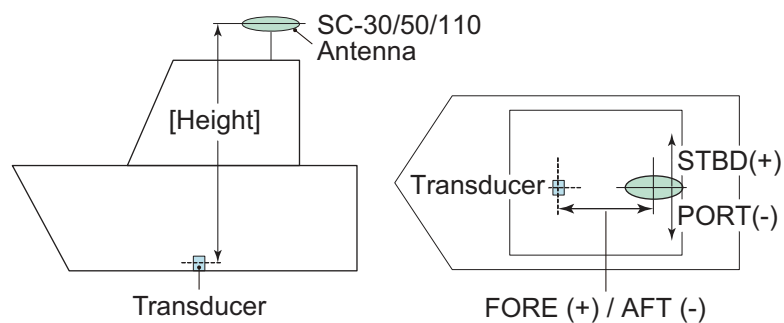 SC-30/50/110
Antenna
[Height]
Transducer
Transducer
STBD(+)
PORT(-)
FORE (+) / AFT (-)